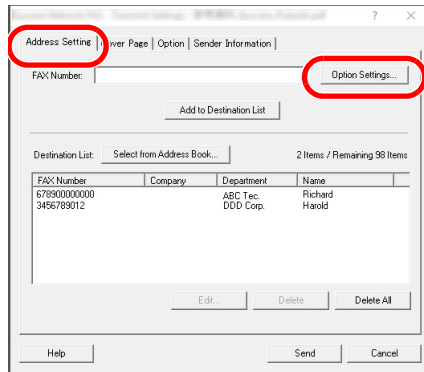 Address Setting Cover Page Option Sender Information
FAX Number: Option Settings...
Add to Destination List
Destination List: Select from Address Book... 2 Items / Remaining 98 Items
FAX Number Company Department Name
678900000000 ABC Tec. Richard
3456789012 DDD Corp. Harold
Edit... Delete Delete All
Help Send Cancel